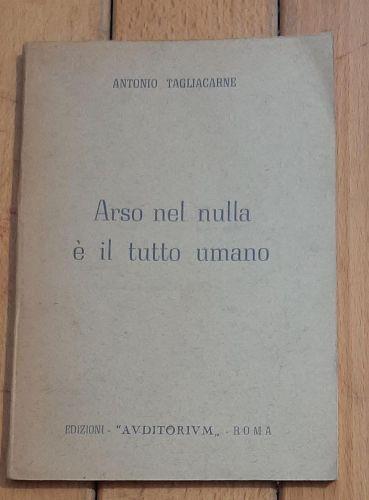 ANTONIO TAGLIACARNE
Arso nel nulla
è il tutto umano
EDIZIONI - "AVDITORIVM„ - ROMA